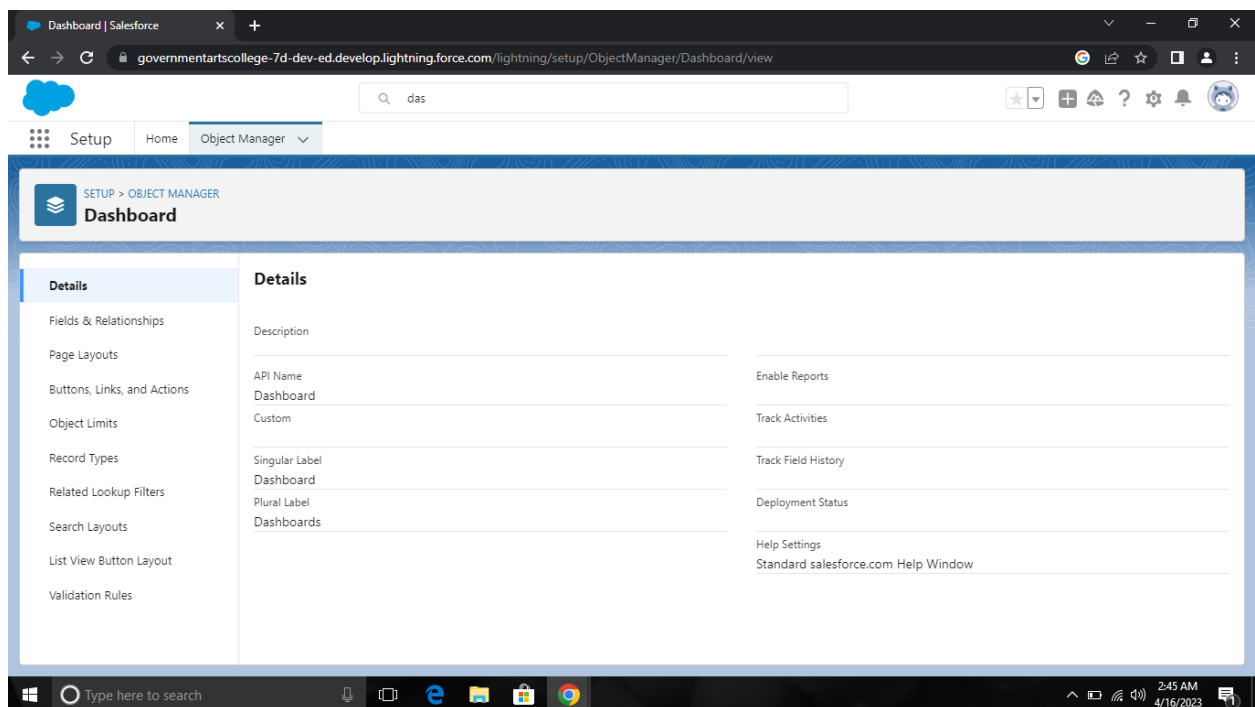 Dashboard | Salesforce
governmentartscollege-7d-dev-ed.develop.lightning.force.com/lightning/setup/ObjectManager/Dashboard/view
das
Setup
Home
Object Manager
SETUP > OBJECT MANAGER
Dashboard
Details
Fields & Relationships
Page Layouts
Buttons, Links, and Actions
Object Limits
Record Types
Related Lookup Filters
Search Layouts
List View Button Layout
Validation Rules
Details
Description
API Name
Dashboard
Custom
Singular Label
Dashboard
Plural Label
Dashboards
Enable Reports
Track Activities
Track Field History
Deployment Status
Help Settings
Standard salesforce.com Help Window
Type here to search
2:45 AM
4/16/2023